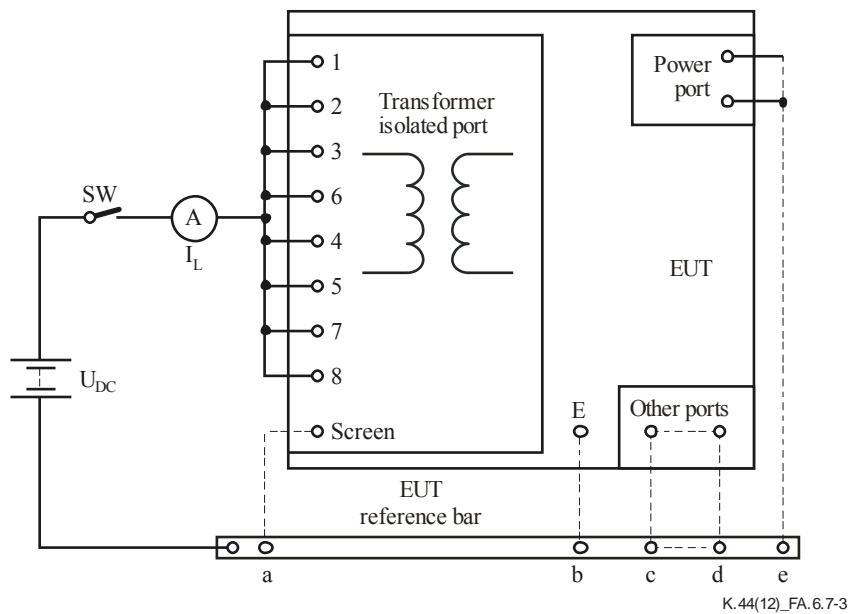 1
2
3
6
4
5
7
8
Screen
Transformer
isolated port
Power
port
SW
A
I_L
U_DC
EUT
E
Other ports
EUT
reference bar
a
b
c
d
e
K.44(12)_FA.6.7-3